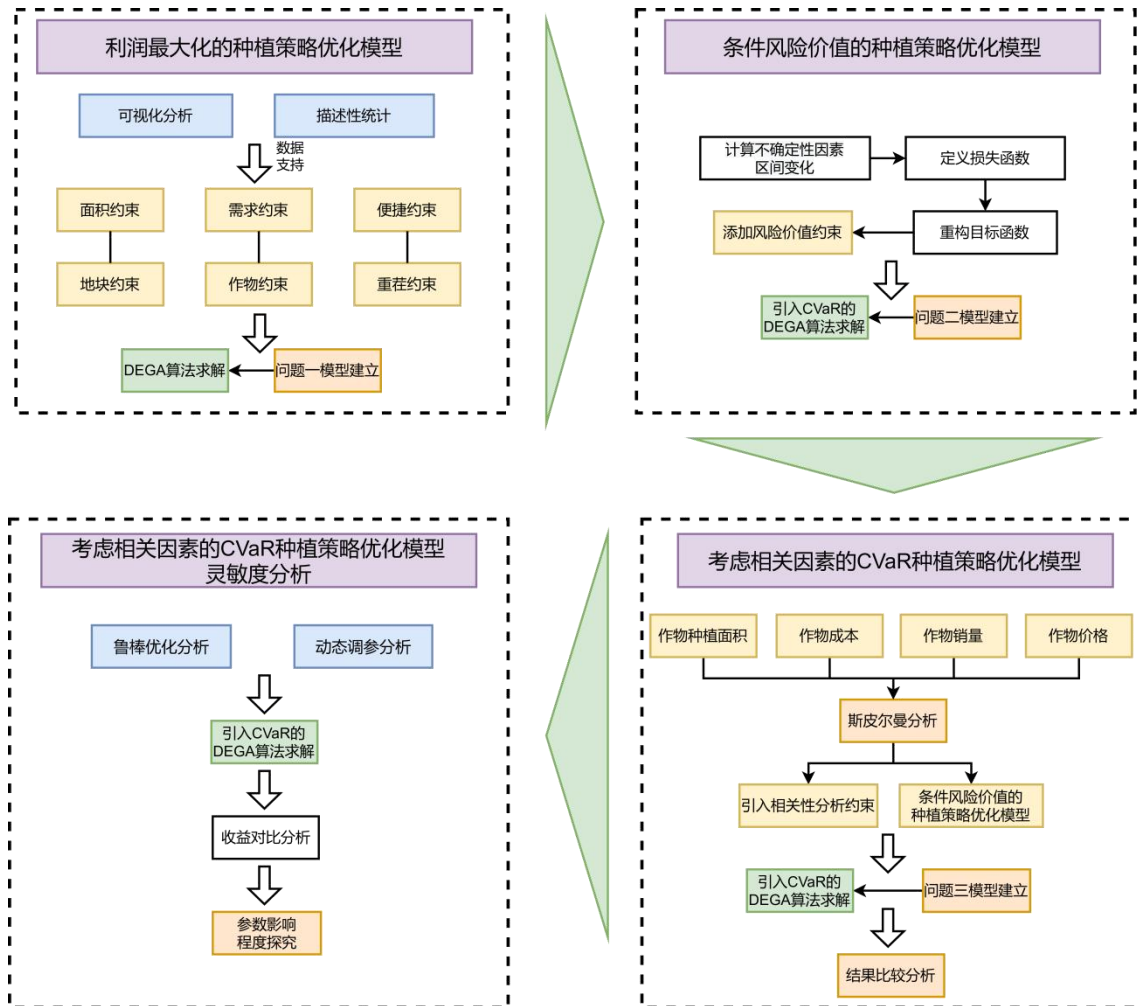 利润最大化的种植策略优化模型
可视化分析
描述性统计
数据
支持
面积约束
需求约束
便捷约束
地块约束
作物约束
重茬约束
DEGA算法求解
问题一模型建立
条件风险价值的种植策略优化模型
计算不确定性因素
区间变化
定义损失函数
添加风险价值约束
重构目标函数
引入CVaR的
DEGA算法求解
问题二模型建立
考虑相关因素的CVaR种植策略优化模型
作物种植面积
作物成本
作物销量
作物价格
斯皮尔曼分析
引入相关性分析约束
条件风险价值的
种植策略优化模型
引入CVaR的
DEGA算法求解
问题三模型建立
结果比较分析
考虑相关因素的CVaR种植策略优化模型
灵敏度分析
鲁棒优化分析
动态调参分析
引入CVaR的
DEGA算法求解
收益对比分析
参数影响
程度探究